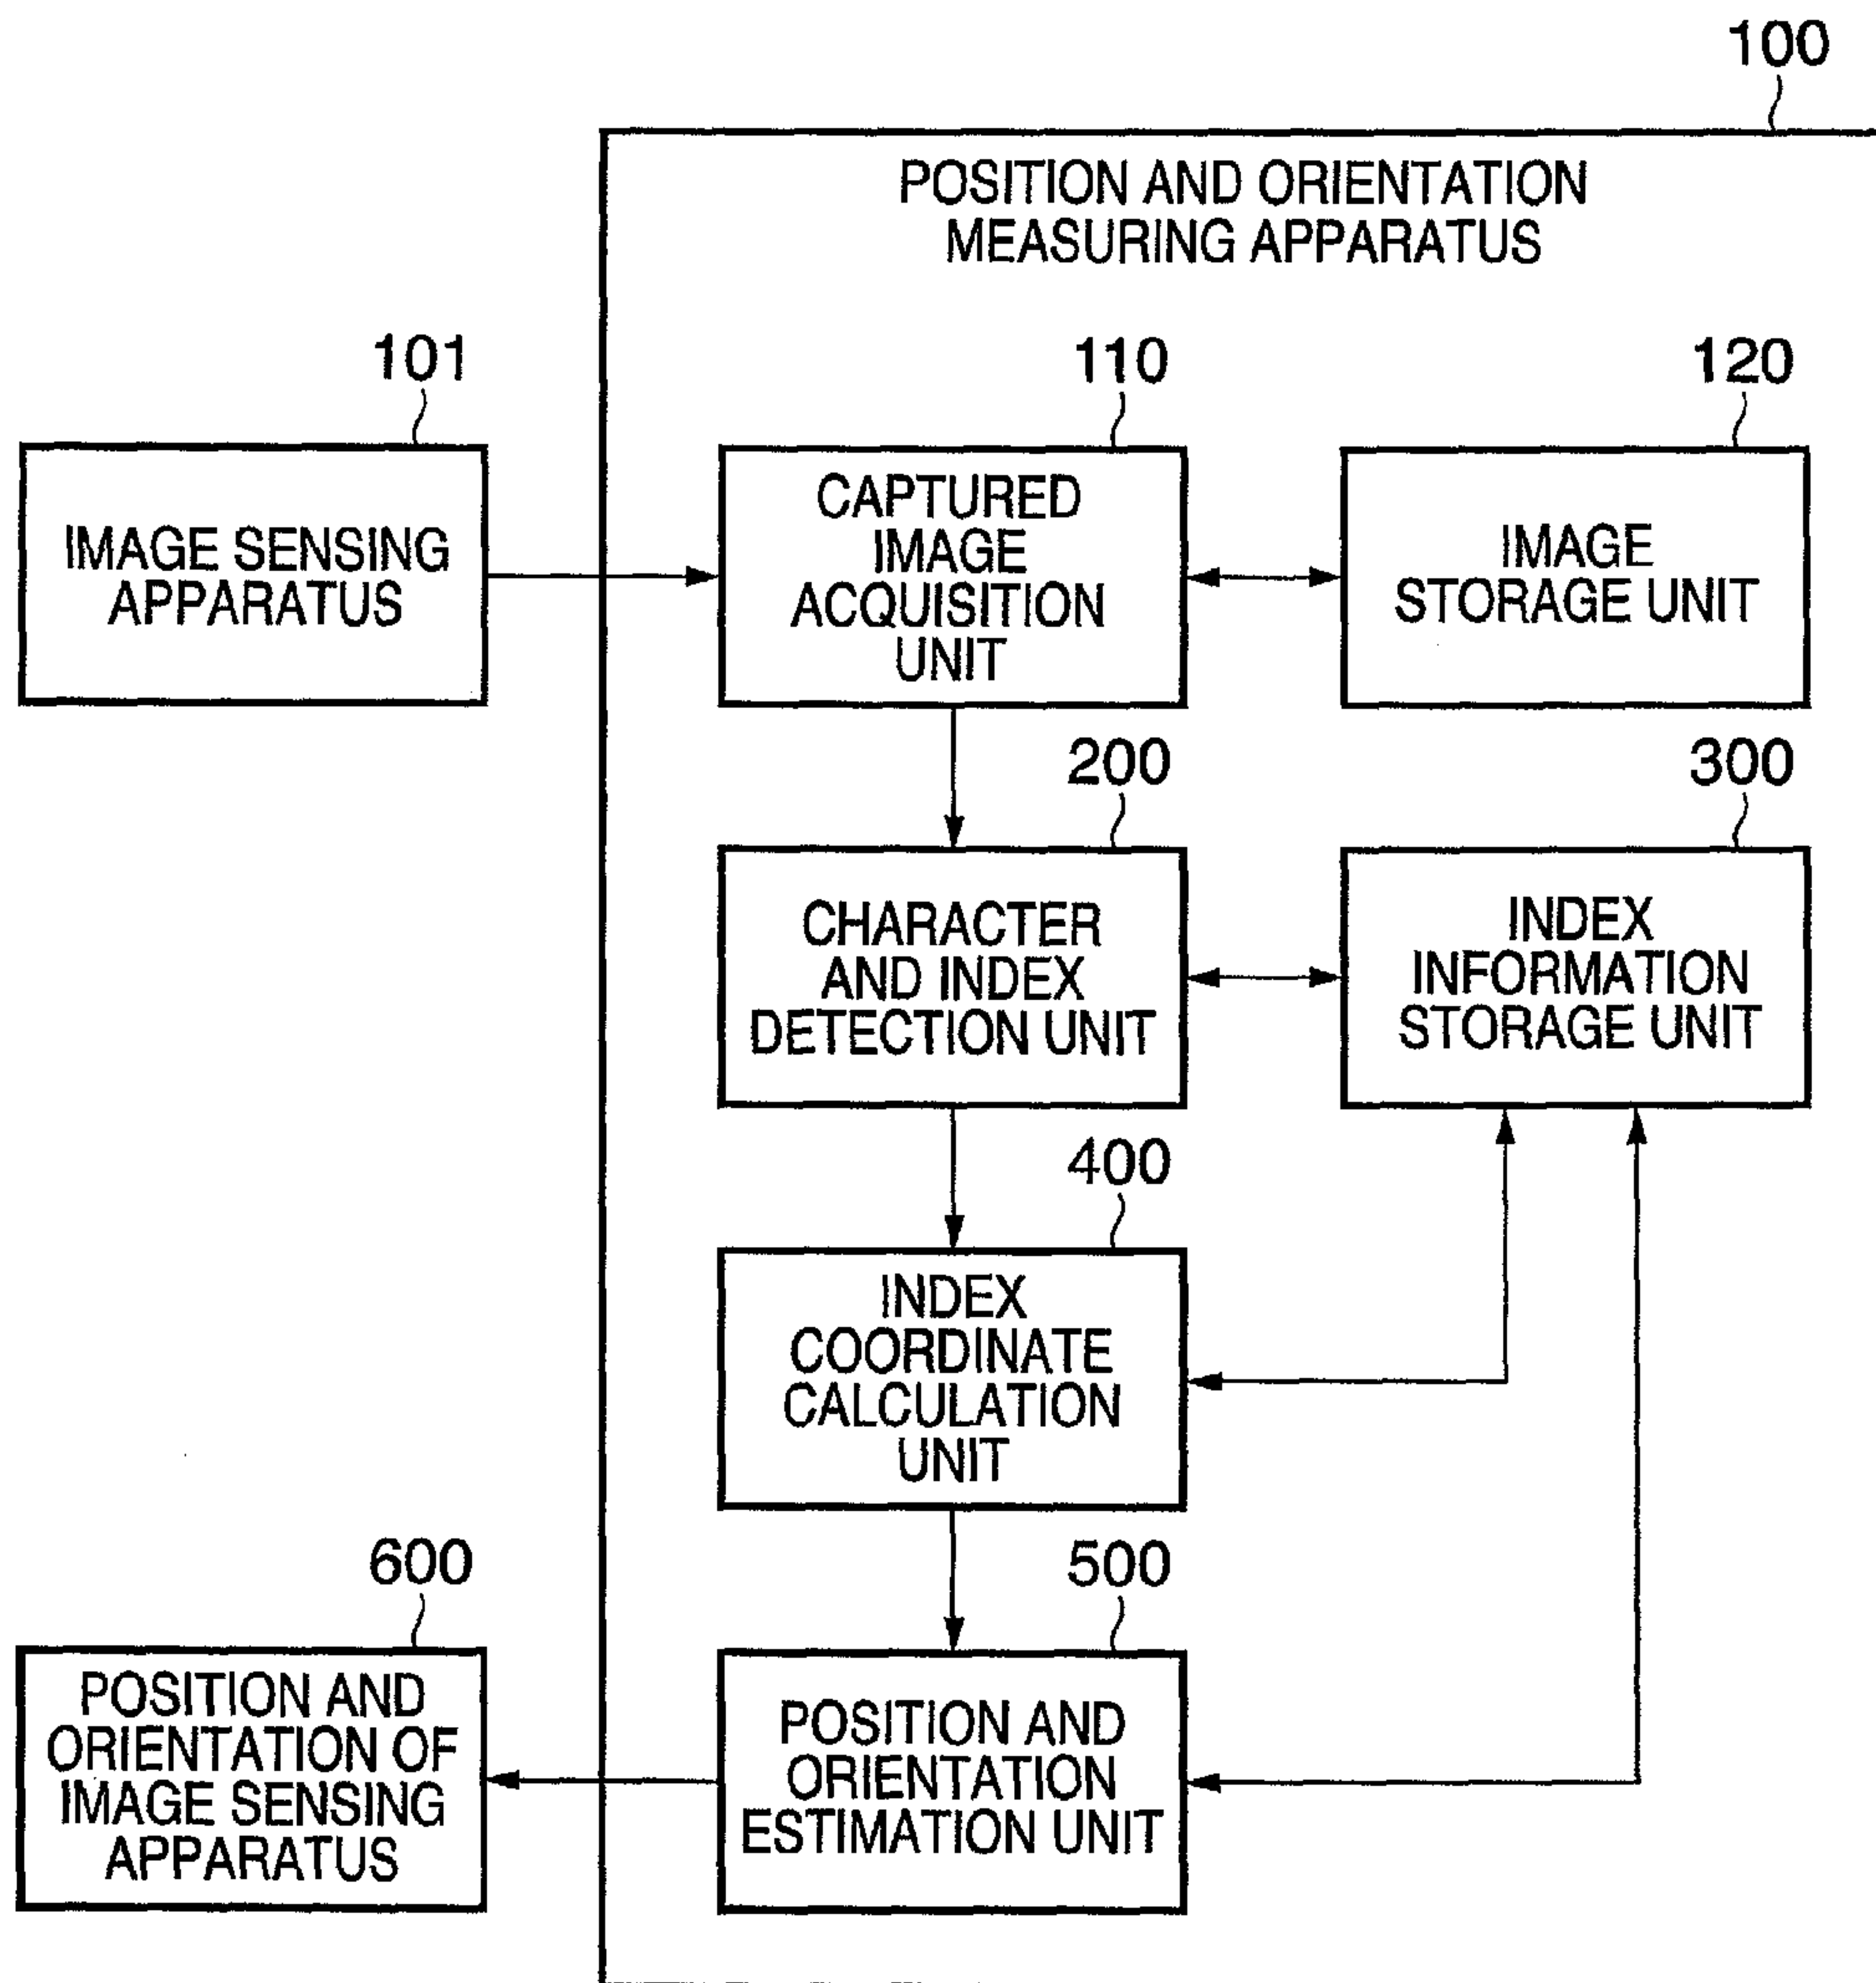 100
POSITION AND ORIENTATION
MEASURING APPARATUS
101
IMAGE SENSING
APPARATUS
110
CAPTURED
IMAGE
ACQUISITION
UNIT
120
IMAGE
STORAGE UNIT
200
CHARACTER
AND INDEX
DETECTION UNIT
300
INDEX
INFORMATION
STORAGE UNIT
400
INDEX
COORDINATE
CALCULATION
UNIT
500
POSITION AND
ORIENTATION
ESTIMATION UNIT
600
POSITION AND
ORIENTATION OF
IMAGE SENSING
APPARATUS